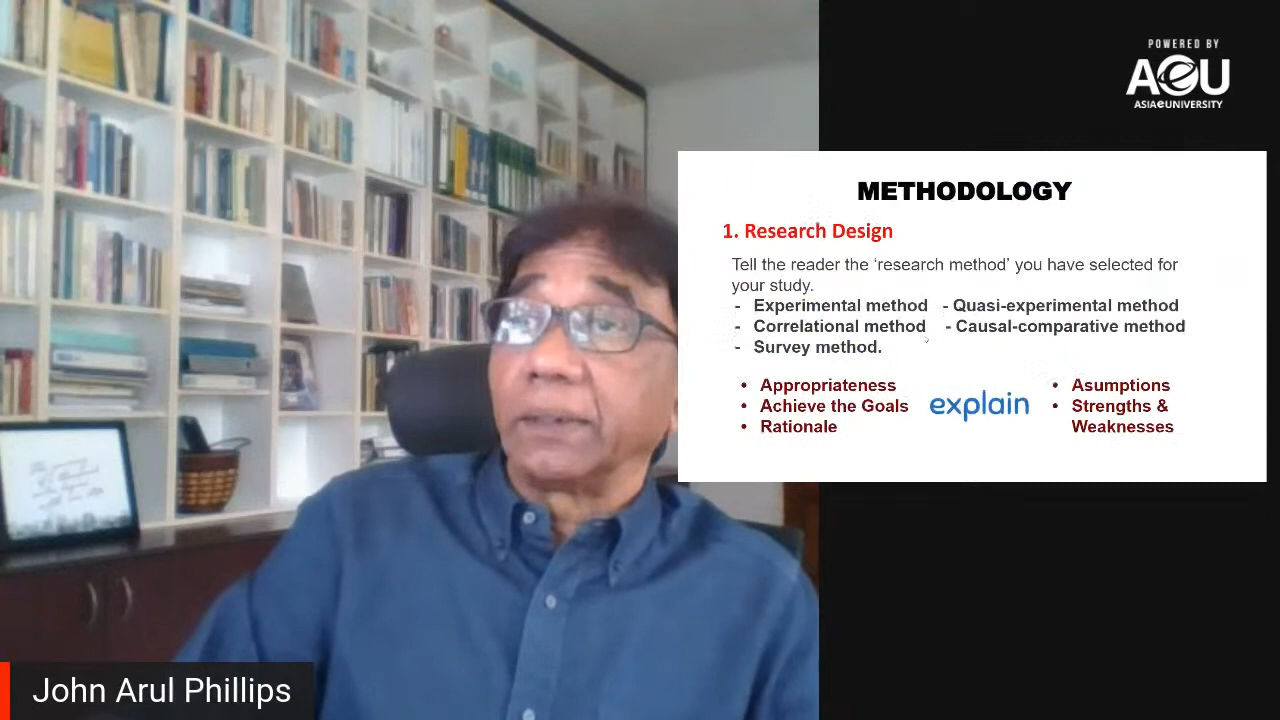 POWERED BY
AeU
ASIAeUNIVERSITY
METHODOLOGY
1. Research Design
Tell the reader the ‘research method’ you have selected for
your study.
- Experimental method - Quasi-experimental method
- Correlational method - Causal-comparative method
- Survey method.
• Appropriateness
• Achieve the Goals
• Rationale
explain
• Asumptions
• Strengths &
Weaknesses
John Arul Phillips